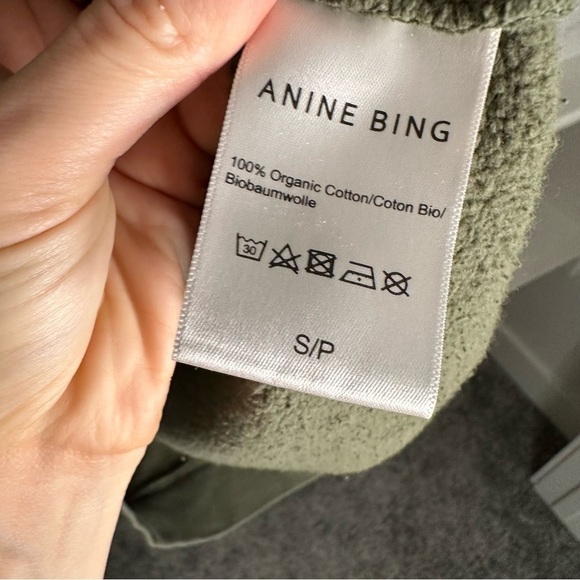 ANINE BING
100% Organic Cotton/Coton Bio/
Biobaumwolle
30
S/P